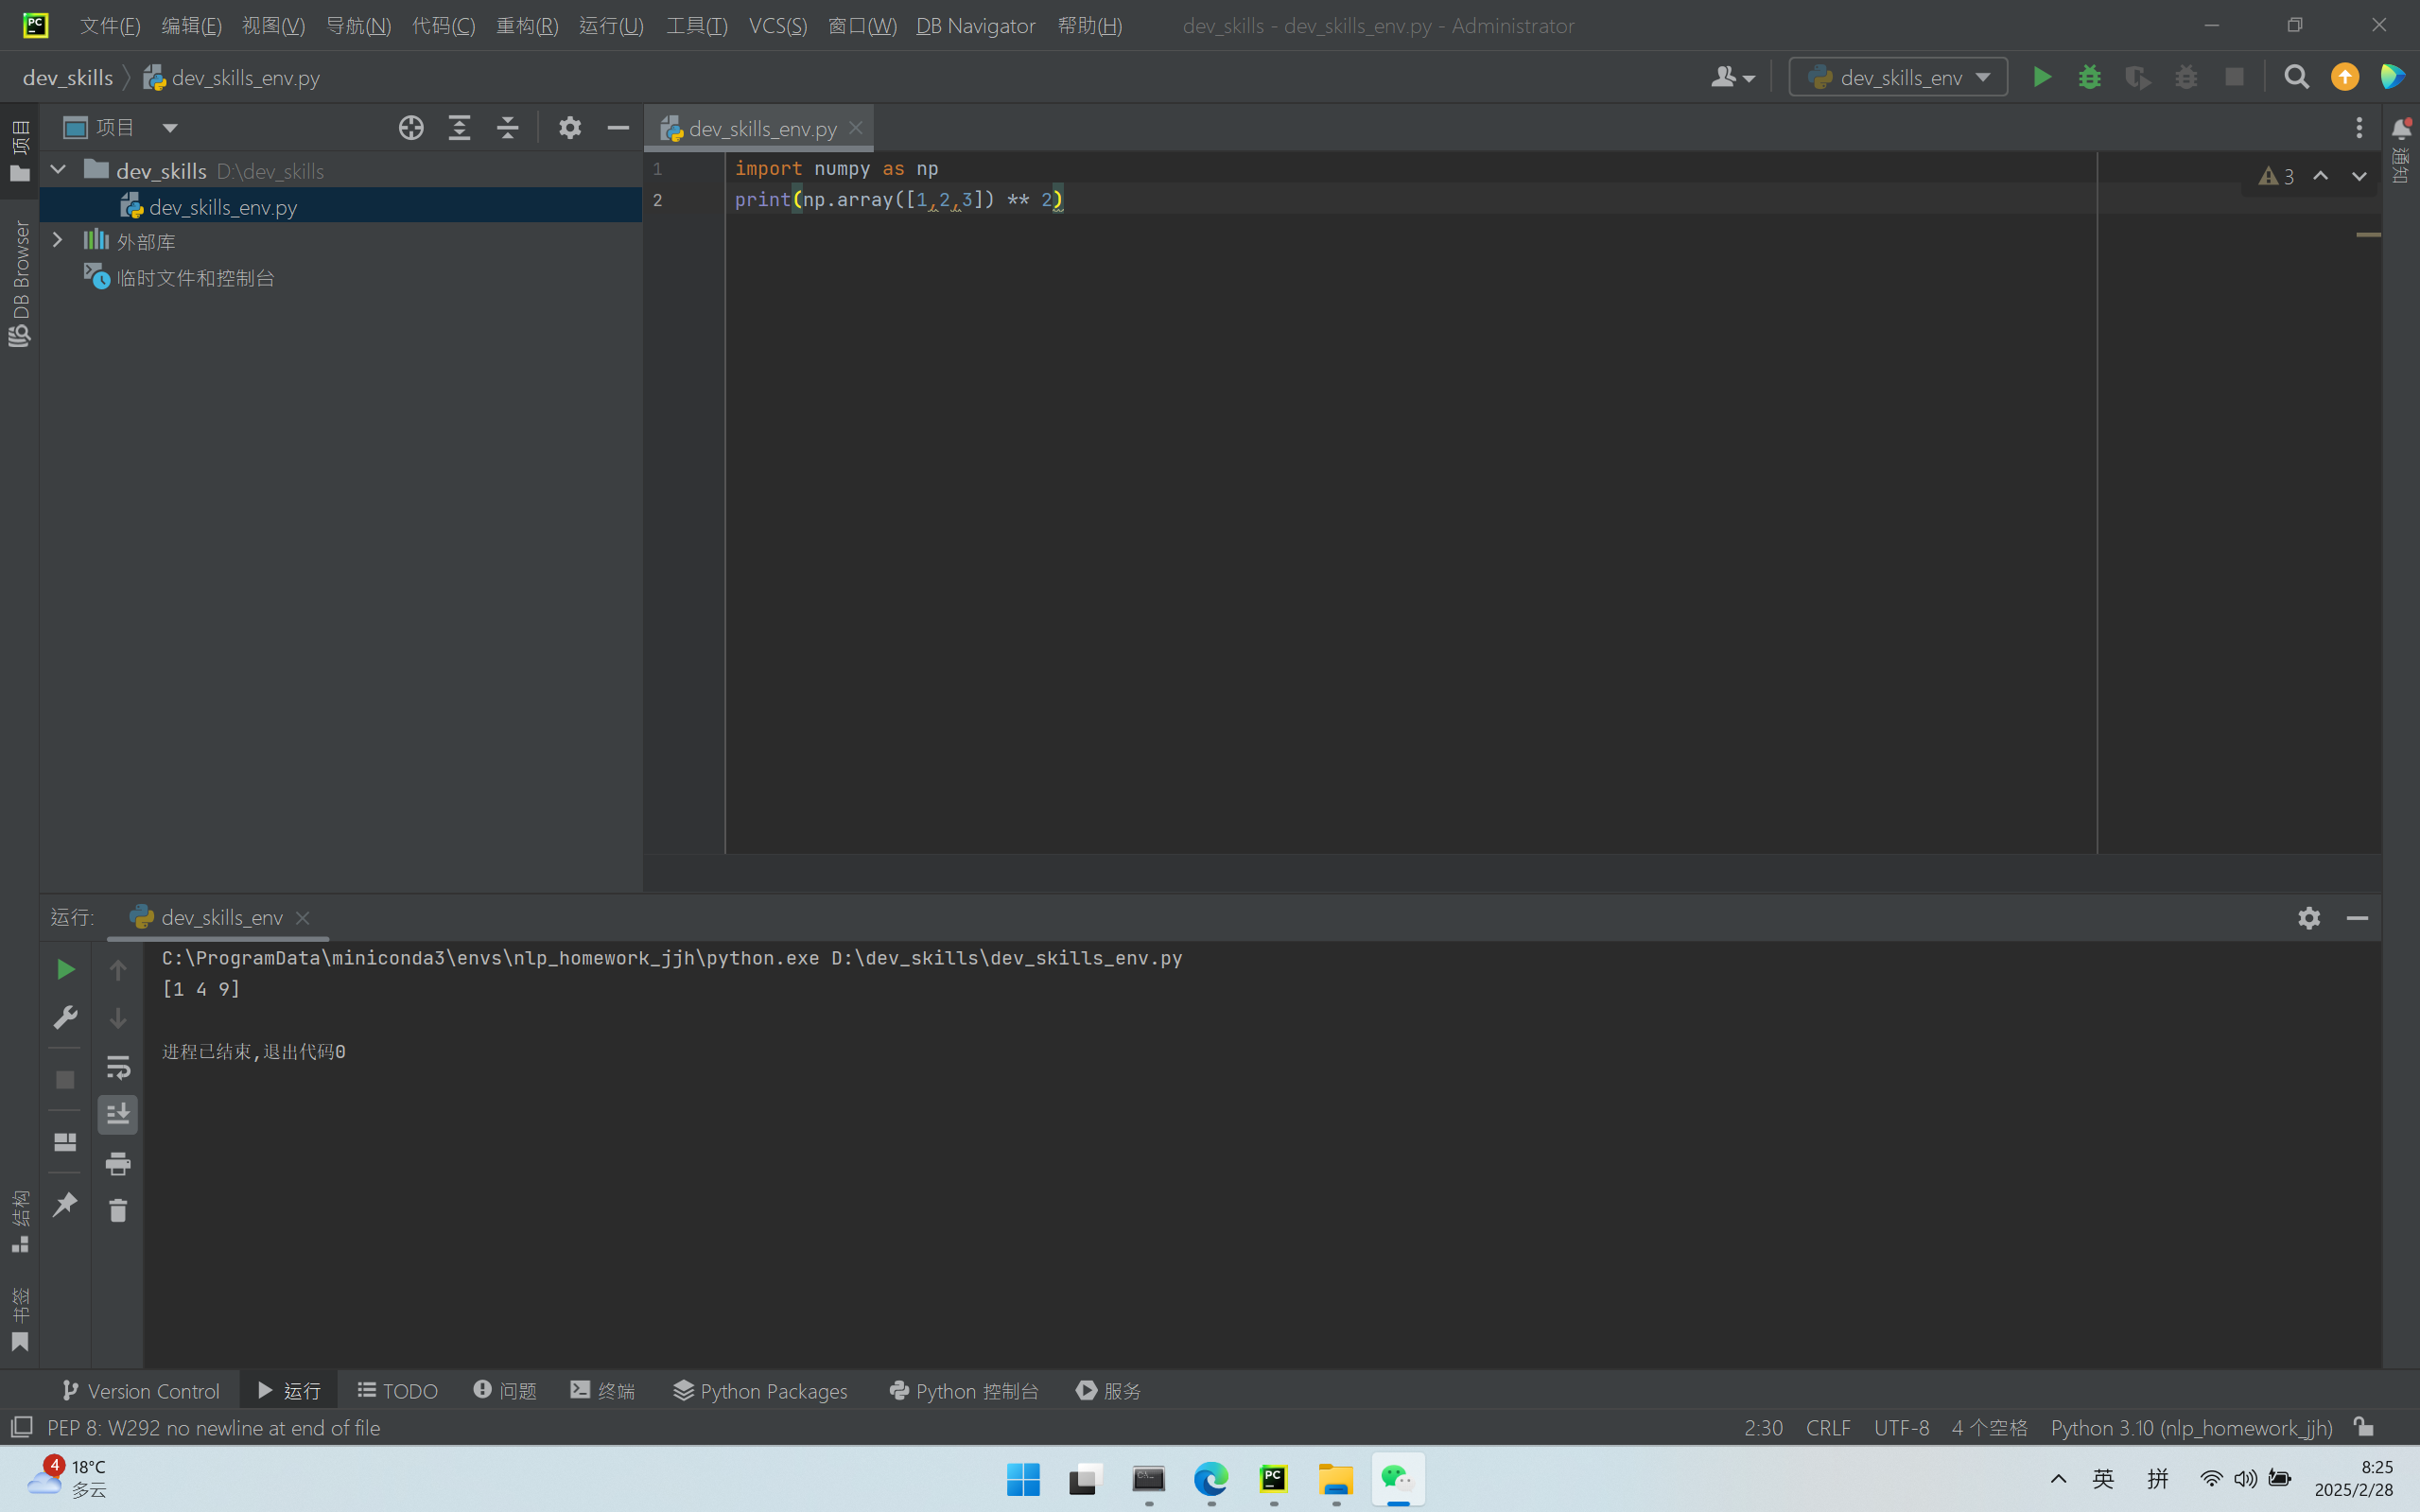 文件(F) 编辑(E) 视图(V) 导航(N) 代码(C) 重构(R) 运行(U) 工具(T) VCS(S) 窗口(W) DB Navigator 帮助(H) dev_skills - dev_skills_env.py - Administrator
dev_skills dev_skills_env.py
dev_skills_env
项目
项目
DB Browser
结构
书签
dev_skills D:\dev_skills
dev_skills_env.py
外部库
临时文件和控制台
dev_skills_env.py
1 import numpy as np
2 print(np.array([1,2,3]) ** 2)
3
通知
运行: dev_skills_env
C:\ProgramData\miniconda3\envs\nlp_homework_jjh\python.exe D:\dev_skills\dev_skills_env.py
[1 4 9]
进程已结束,退出代码0
Version Control 运行 TODO 问题 终端 Python Packages Python 控制台 服务
PEP 8: W292 no newline at end of file 2:30 CRLF UTF-8 4 个空格 Python 3.10 (nlp_homework_jjh)
4 18°C
多云
PC
英 拼
8:25
2025/2/28